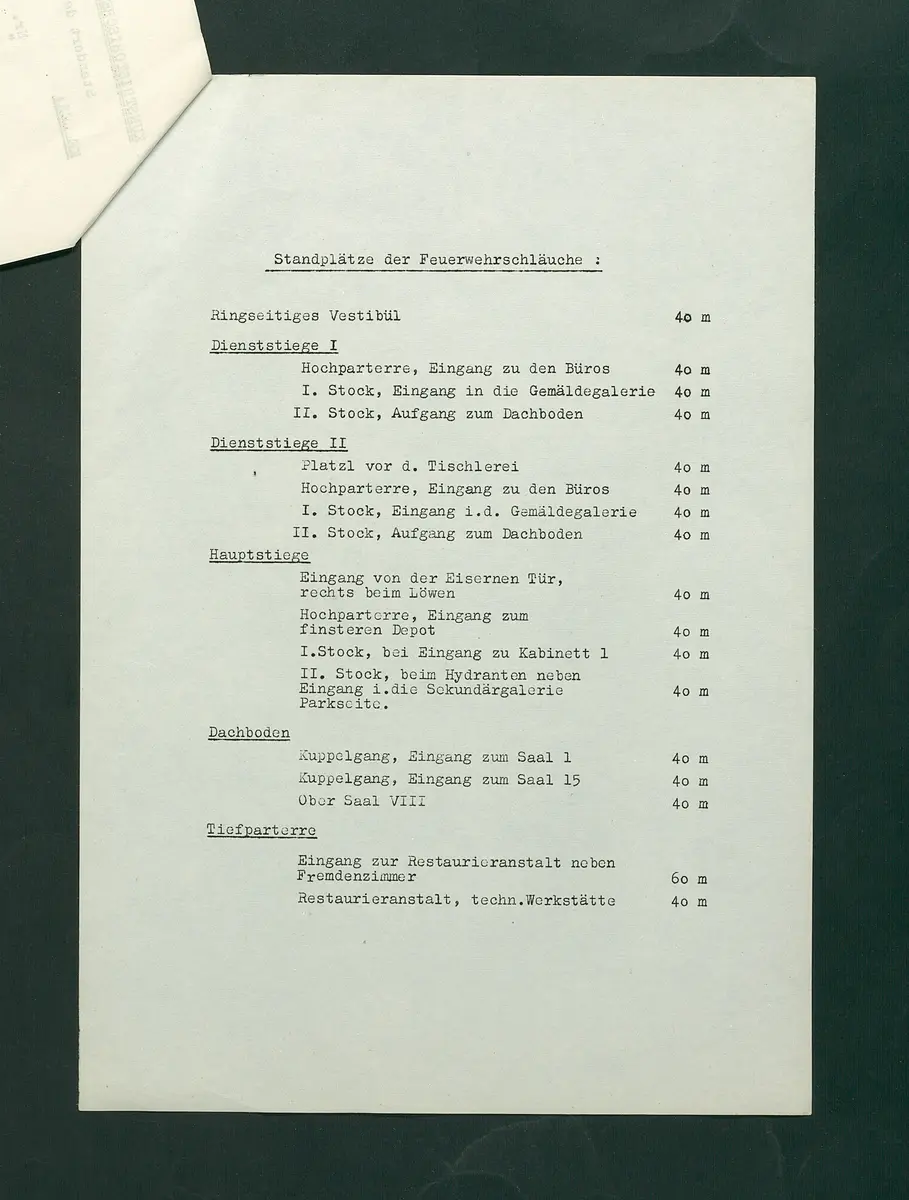 Standplätze der Feuerwehrschläuche :
Ringseitiges Vestibül 4o m
Dienststiege I
Hochparterre, Eingang zu den Büros 4o m
I. Stock, Eingang in die Gemäldegalerie 4o m
II. Stock, Aufgang zum Dachboden 4o m
Dienststiege II
Platzl vor d. Tischlerei 4o m
Hochparterre, Eingang zu den Büros 4o m
I. Stock, Eingang i.d. Gemäldegalerie 4o m
II. Stock, Aufgang zum Dachboden 4o m
Hauptstiege
Eingang von der Eisernen Tür,
rechts beim Löwen 4o m
Hochparterre, Eingang zum
finsteren Depot 4o m
I.Stock, bei Eingang zu Kabinett l 4o m
II. Stock, beim Hydranten neben
Eingang i.die Sekundärgalerie 4o m
Parkseite.
Dachboden
Kuppelgang, Eingang zum Saal l 4o m
Kuppelgang, Eingang zum Saal 15 4o m
Ober Saal VIII 4o m
Tiefparterre
Eingang zur Restaurieranstalt neben
Fremdenzimmer 6o m
Restaurieranstalt, techn.Werkstätte 4o m